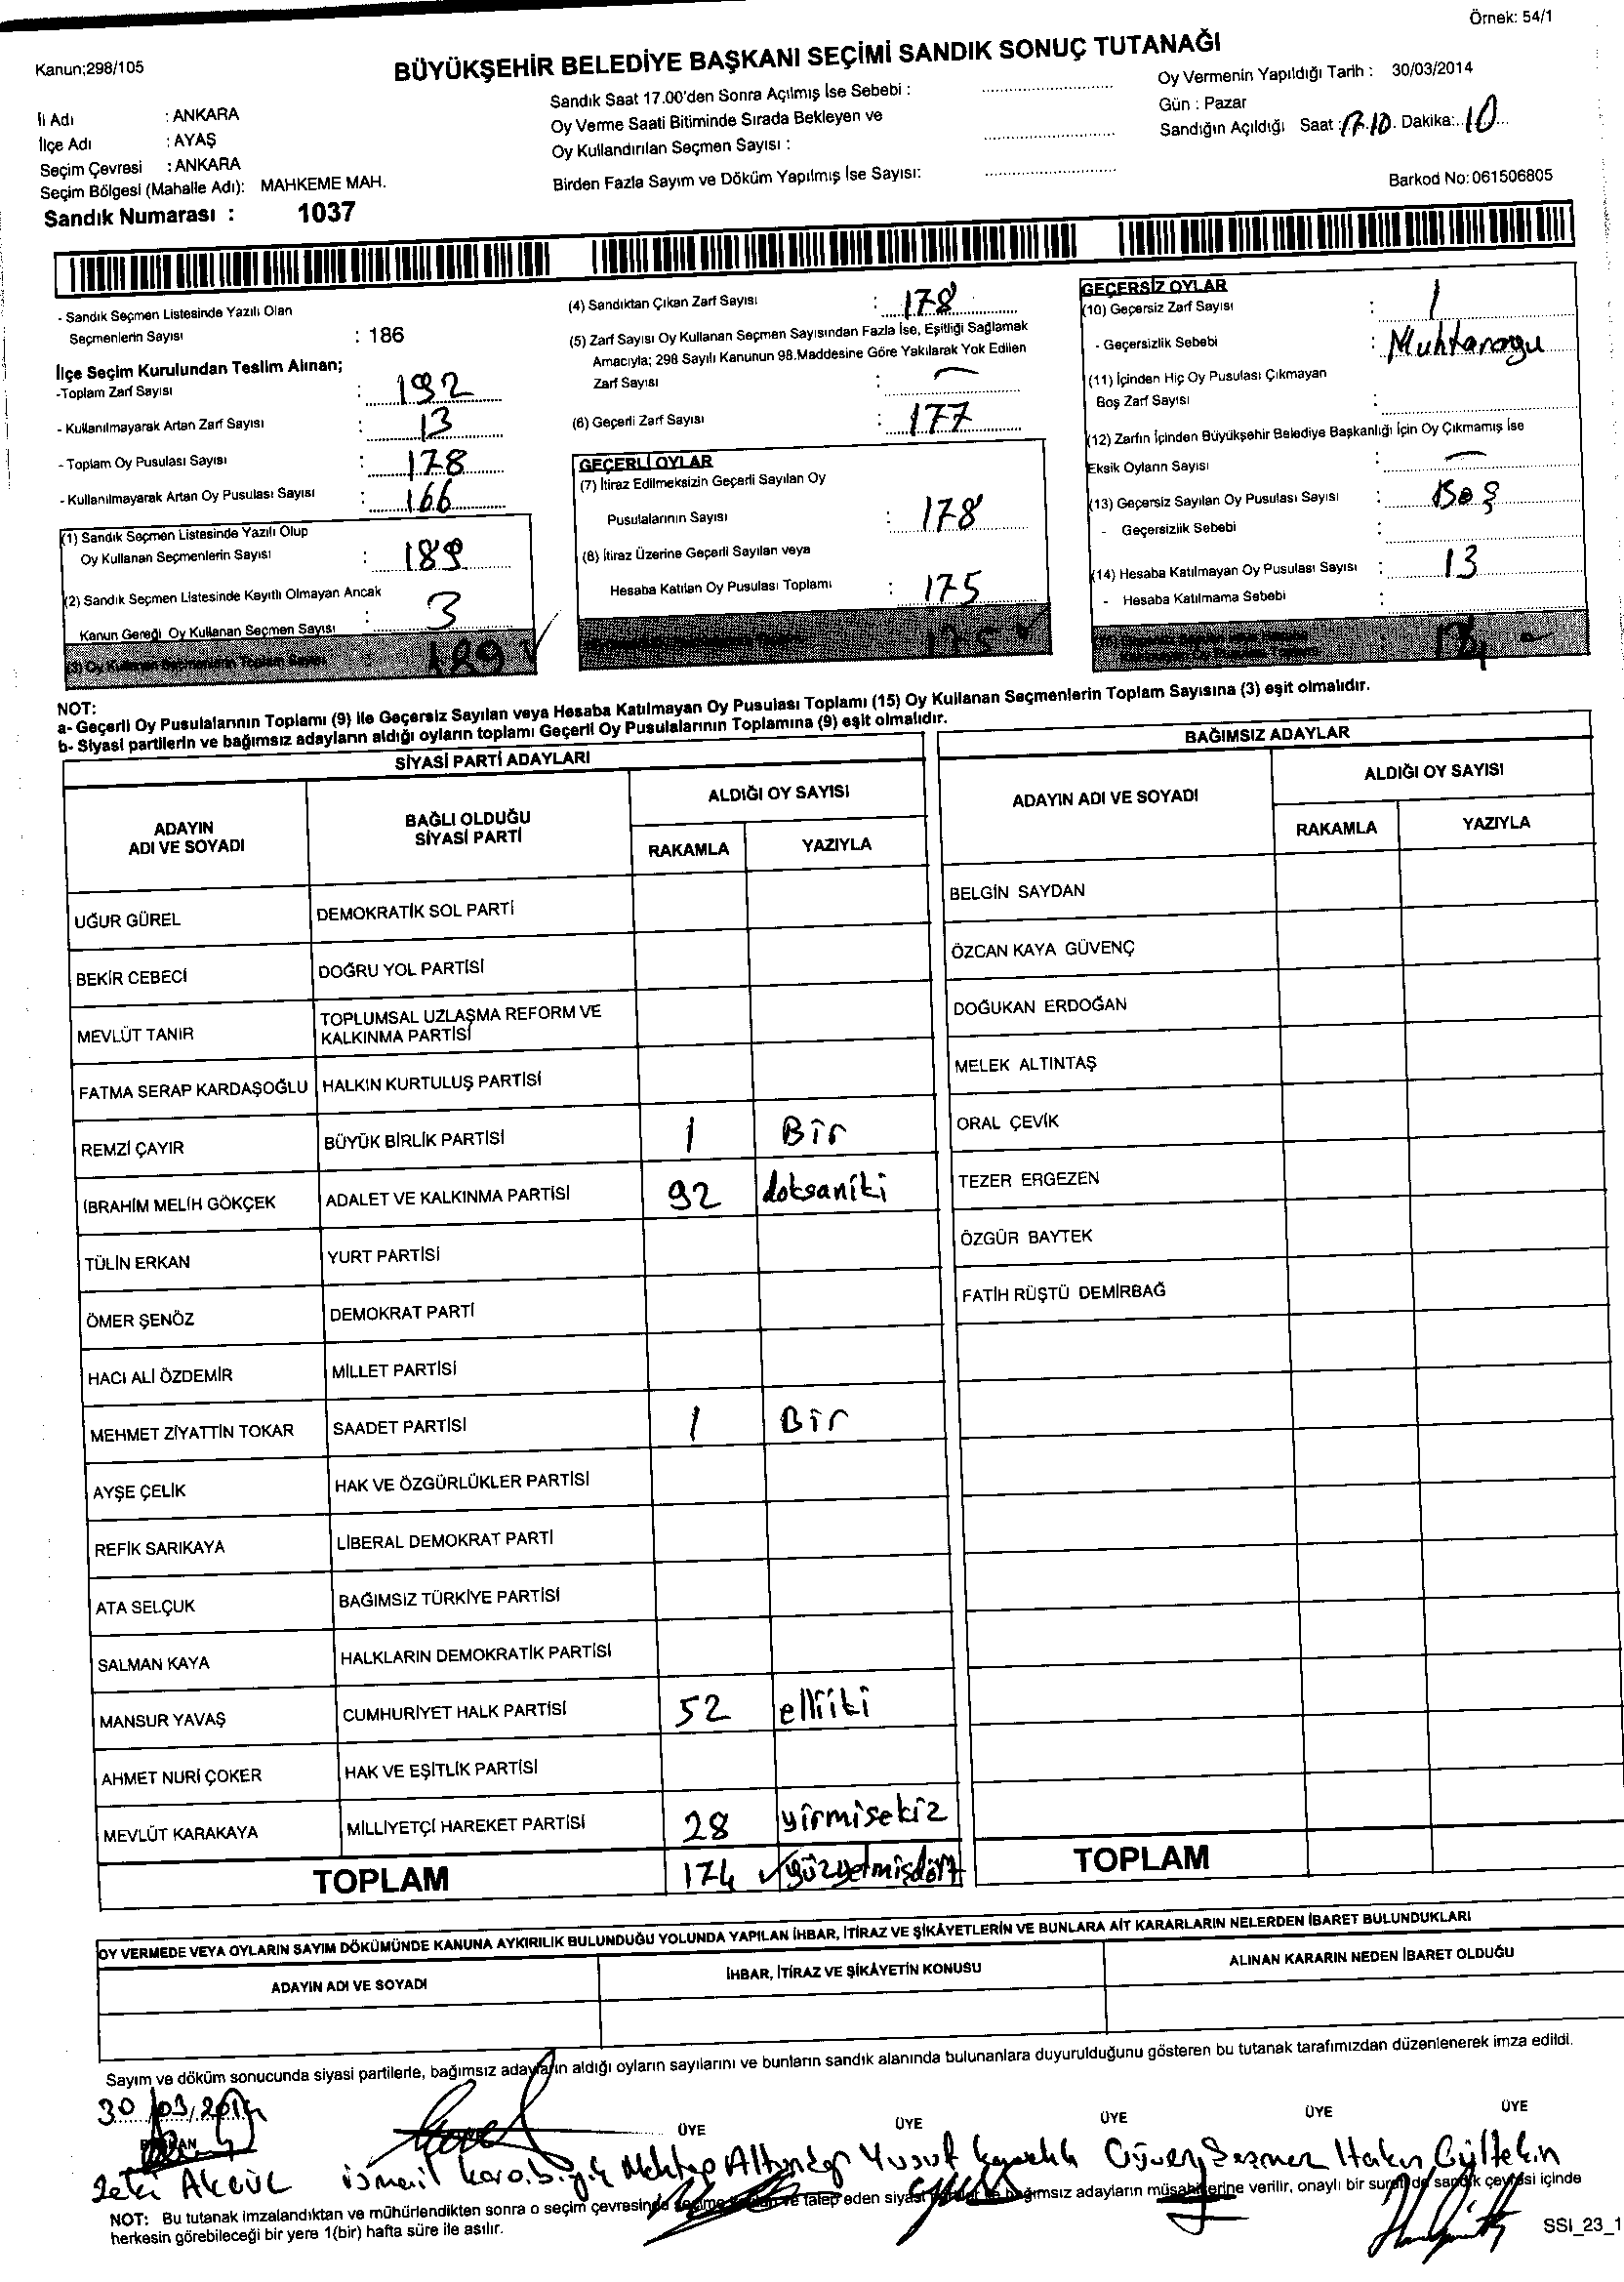 Örnek: 54/1
Kanun;298/105
BÜYÜKŞEHİR BELEDİYE BAŞKANI SEÇİMİ SANDIK SONUÇ TUTANAĞI
İl Adı : ANKARA
İlçe Adı : AYAŞ
Seçim Çevresi : ANKARA
Seçim Bölgesi (Mahalle Adı): MAHKEME MAH.
Sandık Numarası : 1037
Sandık Saat 17.00'den Sonra Açılmış İse Sebebi :
Oy Verme Saati Bitiminde Sırada Bekleyen ve
Oy Kullandırılan Seçmen Sayısı :
Birden Fazla Sayım ve Döküm Yapılmış İse Sayısı:
Oy Vermenin Yapıldığı Tarih : 30/03/2014
Gün : Pazar
Sandığın Açıldığı Saat : 17.10. Dakika: 10
Barkod No: 061506805
- Sandık Seçmen Listesinde Yazılı Olan
Seçmenlerin Sayısı : 186
İlçe Seçim Kurulundan Teslim Alınan;
-Toplam Zarf Sayısı : 192
- Kullanılmayarak Artan Zarf Sayısı : 13
- Toplam Oy Pusulası Sayısı : 178
- Kullanılmayarak Artan Oy Pusulası Sayısı : 166
(1) Sandık Seçmen Listesinde Yazılı Olup
Oy Kullanan Seçmenlerin Sayısı : 189
(2) Sandık Seçmen Listesinde Kayıtlı Olmayan Ancak
Kanun Gereği Oy Kullanan Seçmen Sayısı : 3
(3) Oy Kullanan Seçmenlerin Toplam Sayısı : 189
(4) Sandıktan Çıkan Zarf Sayısı : 178
(5) Zarf Sayısı Oy Kullanan Seçmen Sayısından Fazla İse, Eşitliği Sağlamak
Amacıyla; 298 Sayılı Kanunun 98.Maddesine Göre Yakılarak Yok Edilen
Zarf Sayısı : -
(6) Geçerli Zarf Sayısı : 177
GEÇERLİ OYLAR
(7) İtiraz Edilmeksizin Geçerli Sayılan Oy
Pusulalarının Sayısı : 178
(8) İtiraz Üzerine Geçerli Sayılan veya
Hesaba Katılan Oy Pusulası Toplamı : 175
175
GEÇERSİZ OYLAR
(10) Geçersiz Zarf Sayısı : 1
- Geçersizlik Sebebi :
(11) İçinden Hiç Oy Pusulası Çıkmayan
Boş Zarf Sayısı :
(12) Zarfın İçinden Büyükşehir Belediye Başkanlığı İçin Oy Çıkmamış İse
Eksik Oyların Sayısı : -
(13) Geçersiz Sayılan Oy Pusulası Sayısı : Boş
- Geçersizlik Sebebi :
(14) Hesaba Katılmayan Oy Pusulası Sayısı : 13
- Hesaba Katılmama Sebebi :
NOT:
a- Geçerli Oy Pusulalarının Toplamı (9) ile Geçersiz Sayılan veya Hesaba Katılmayan Oy Pusulası Toplamı (15) Oy Kullanan Seçmenlerin Toplam Sayısına (3) eşit olmalıdır.
b- Siyasi partilerin ve bağımsız adayların aldığı oyların toplamı Geçerli Oy Pusulalarının Toplamına (9) eşit olmalıdır.
SİYASİ PARTİ ADAYLARI
ADAYIN ADI VE SOYADI BAĞLI OLDUĞU SİYASİ PARTİ ALDIĞI OY SAYISI
RAKAMLA YAZIYLA
UĞUR GÜREL DEMOKRATİK SOL PARTİ
BEKİR CEBECİ DOĞRU YOL PARTİSİ
MEVLÜT TANIR TOPLUMSAL UZLAŞMA REFORM VE KALKINMA PARTİSİ
FATMA SERAP KARDAŞOĞLU HALKIN KURTULUŞ PARTİSİ
REMZİ ÇAYIR BÜYÜK BİRLİK PARTİSİ 1 Bir
İBRAHİM MELİH GÖKÇEK ADALET VE KALKINMA PARTİSİ 92 doksaniki
TÜLİN ERKAN YURT PARTİSİ
ÖMER ŞENÖZ DEMOKRAT PARTİ
HACI ALİ ÖZDEMİR MİLLET PARTİSİ
MEHMET ZİYATTİN TOKAR SAADET PARTİSİ 1 Bir
AYŞE ÇELİK HAK VE ÖZGÜRLÜKLER PARTİSİ
REFİK SARIKAYA LİBERAL DEMOKRAT PARTİ
ATA SELÇUK BAĞIMSIZ TÜRKİYE PARTİSİ
SALMAN KAYA HALKLARIN DEMOKRATİK PARTİSİ
MANSUR YAVAŞ CUMHURİYET HALK PARTİSİ 52 elliiki
AHMET NURİ ÇOKER HAK VE EŞİTLİK PARTİSİ
MEVLÜT KARAKAYA MİLLİYETÇİ HAREKET PARTİSİ 28 yirmisekiz
TOPLAM 174 yüzyetmişdört
BAĞIMSIZ ADAYLAR
ADAYIN ADI VE SOYADI ALDIĞI OY SAYISI
RAKAMLA YAZIYLA
BELGİN SAYDAN
ÖZCAN KAYA GÜVENÇ
DOĞUKAN ERDOĞAN
MELEK ALTINTAŞ
ORAL ÇEVİK
TEZER ERGEZEN
ÖZGÜR BAYTEK
FATİH RÜŞTÜ DEMİRBAĞ
TOPLAM
OY VERMEDE VEYA OYLARIN SAYIM DÖKÜMÜNDE KANUNA AYKIRILIK BULUNDUĞU YOLUNDA YAPILAN İHBAR, İTİRAZ VE ŞİKÂYETLERİN VE BUNLARA AİT KARARLARIN NELERDEN İBARET BULUNDUKLARI
ADAYIN ADI VE SOYADI İHBAR, İTİRAZ VE ŞİKÂYETİN KONUSU ALINAN KARARIN NEDEN İBARET OLDUĞU
Sayım ve döküm sonucunda siyasi partilerle, bağımsız adayların aldığı oyların sayılarını ve bunların sandık alanında bulunanlara duyurulduğunu gösteren bu tutanak tarafımızdan düzenlenerek imza edildi.
30/03/2014
BAŞKAN ÜYE ÜYE ÜYE ÜYE ÜYE
Zeki İsmail Yusuf Hakan Gültekin
NOT: Bu tutanak imzalandıktan ve mühürlendikten sonra o seçim çevresinde talep eden siyasi bağımsız adayların müşahitlerine verilir, onaylı bir sureti de sandık çevresi içinde
herkesin görebileceği bir yere 1(bir) hafta süre ile asılır.
SSI_23_1